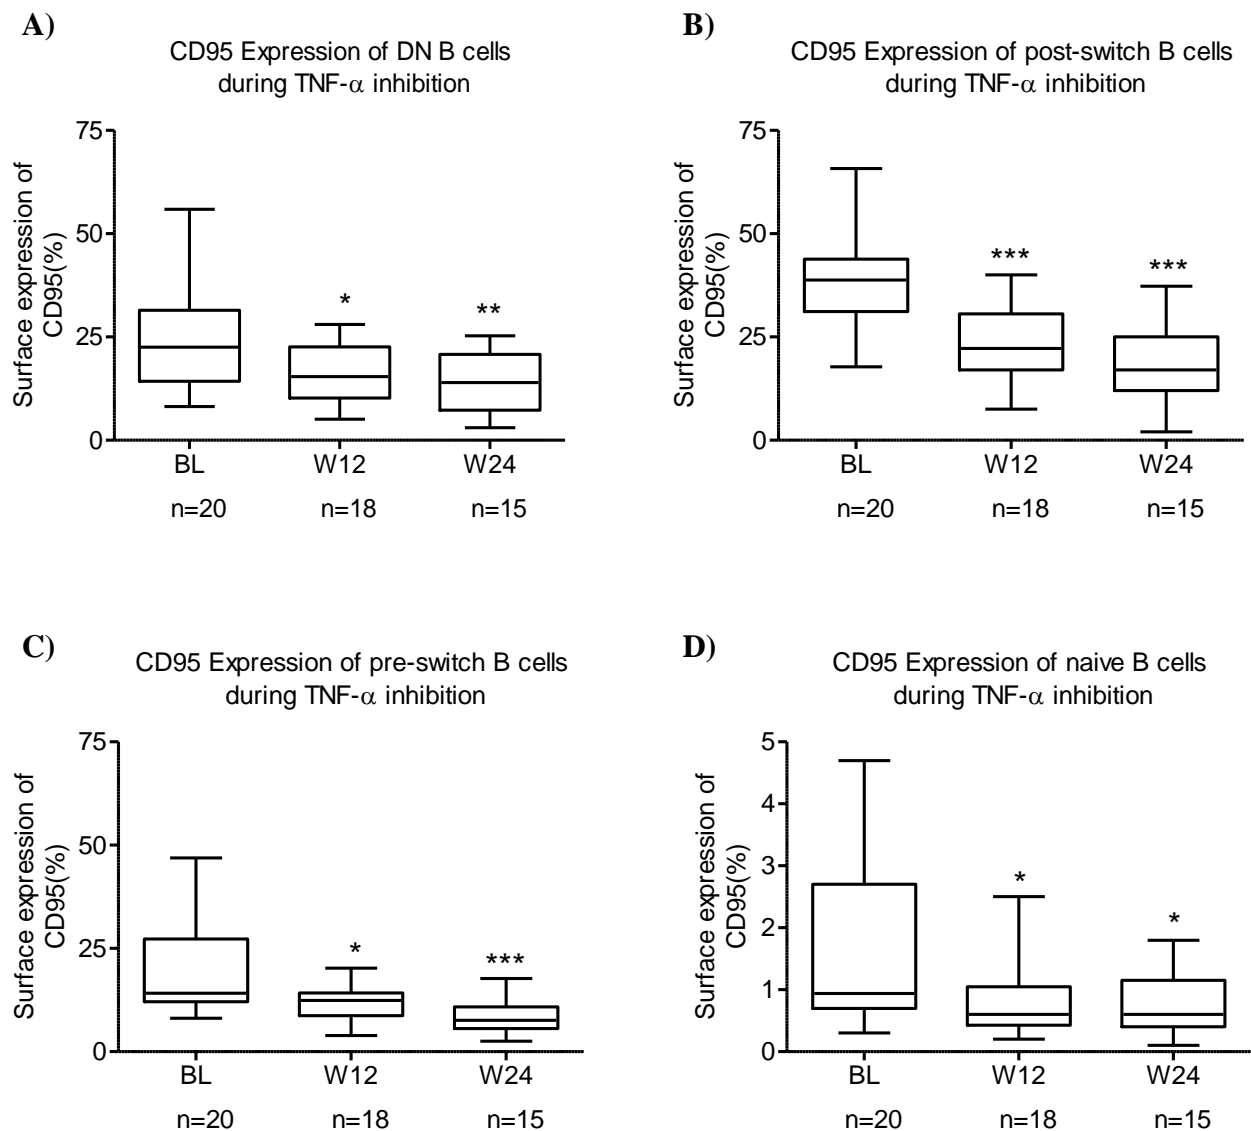 A)
CD95 Expression of DN B cells
during TNF-α inhibition
Surface expression of
CD95(%)
75
50
25
0
*
**
BL W12 W24
n=20 n=18 n=15
B)
CD95 Expression of post-switch B cells
during TNF-α inhibition
Surface expression of
CD95(%)
75
50
25
0
***
***
BL W12 W24
n=20 n=18 n=15
C)
CD95 Expression of pre-switch B cells
during TNF-α inhibition
Surface expression of
CD95(%)
75
50
25
0
*
***
BL W12 W24
n=20 n=18 n=15
D)
CD95 Expression of naive B cells
during TNF-α inhibition
Surface expression of
CD95(%)
5
4
3
2
1
0
*
*
BL W12 W24
n=20 n=18 n=15